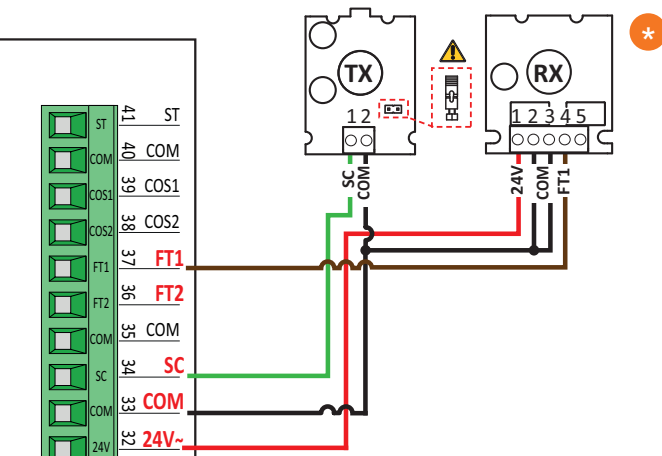 *
TX
RX
1 2
1 2 3 4 5
SC
COM
24V
COM
FT1
ST 41 ST
COM 40 COM
COS1 39 COS1
COS2 38 COS2
FT1 37 FT1
FT2 36 FT2
COM 35 COM
SC 34 SC
COM 33 COM
24V 32 24V~